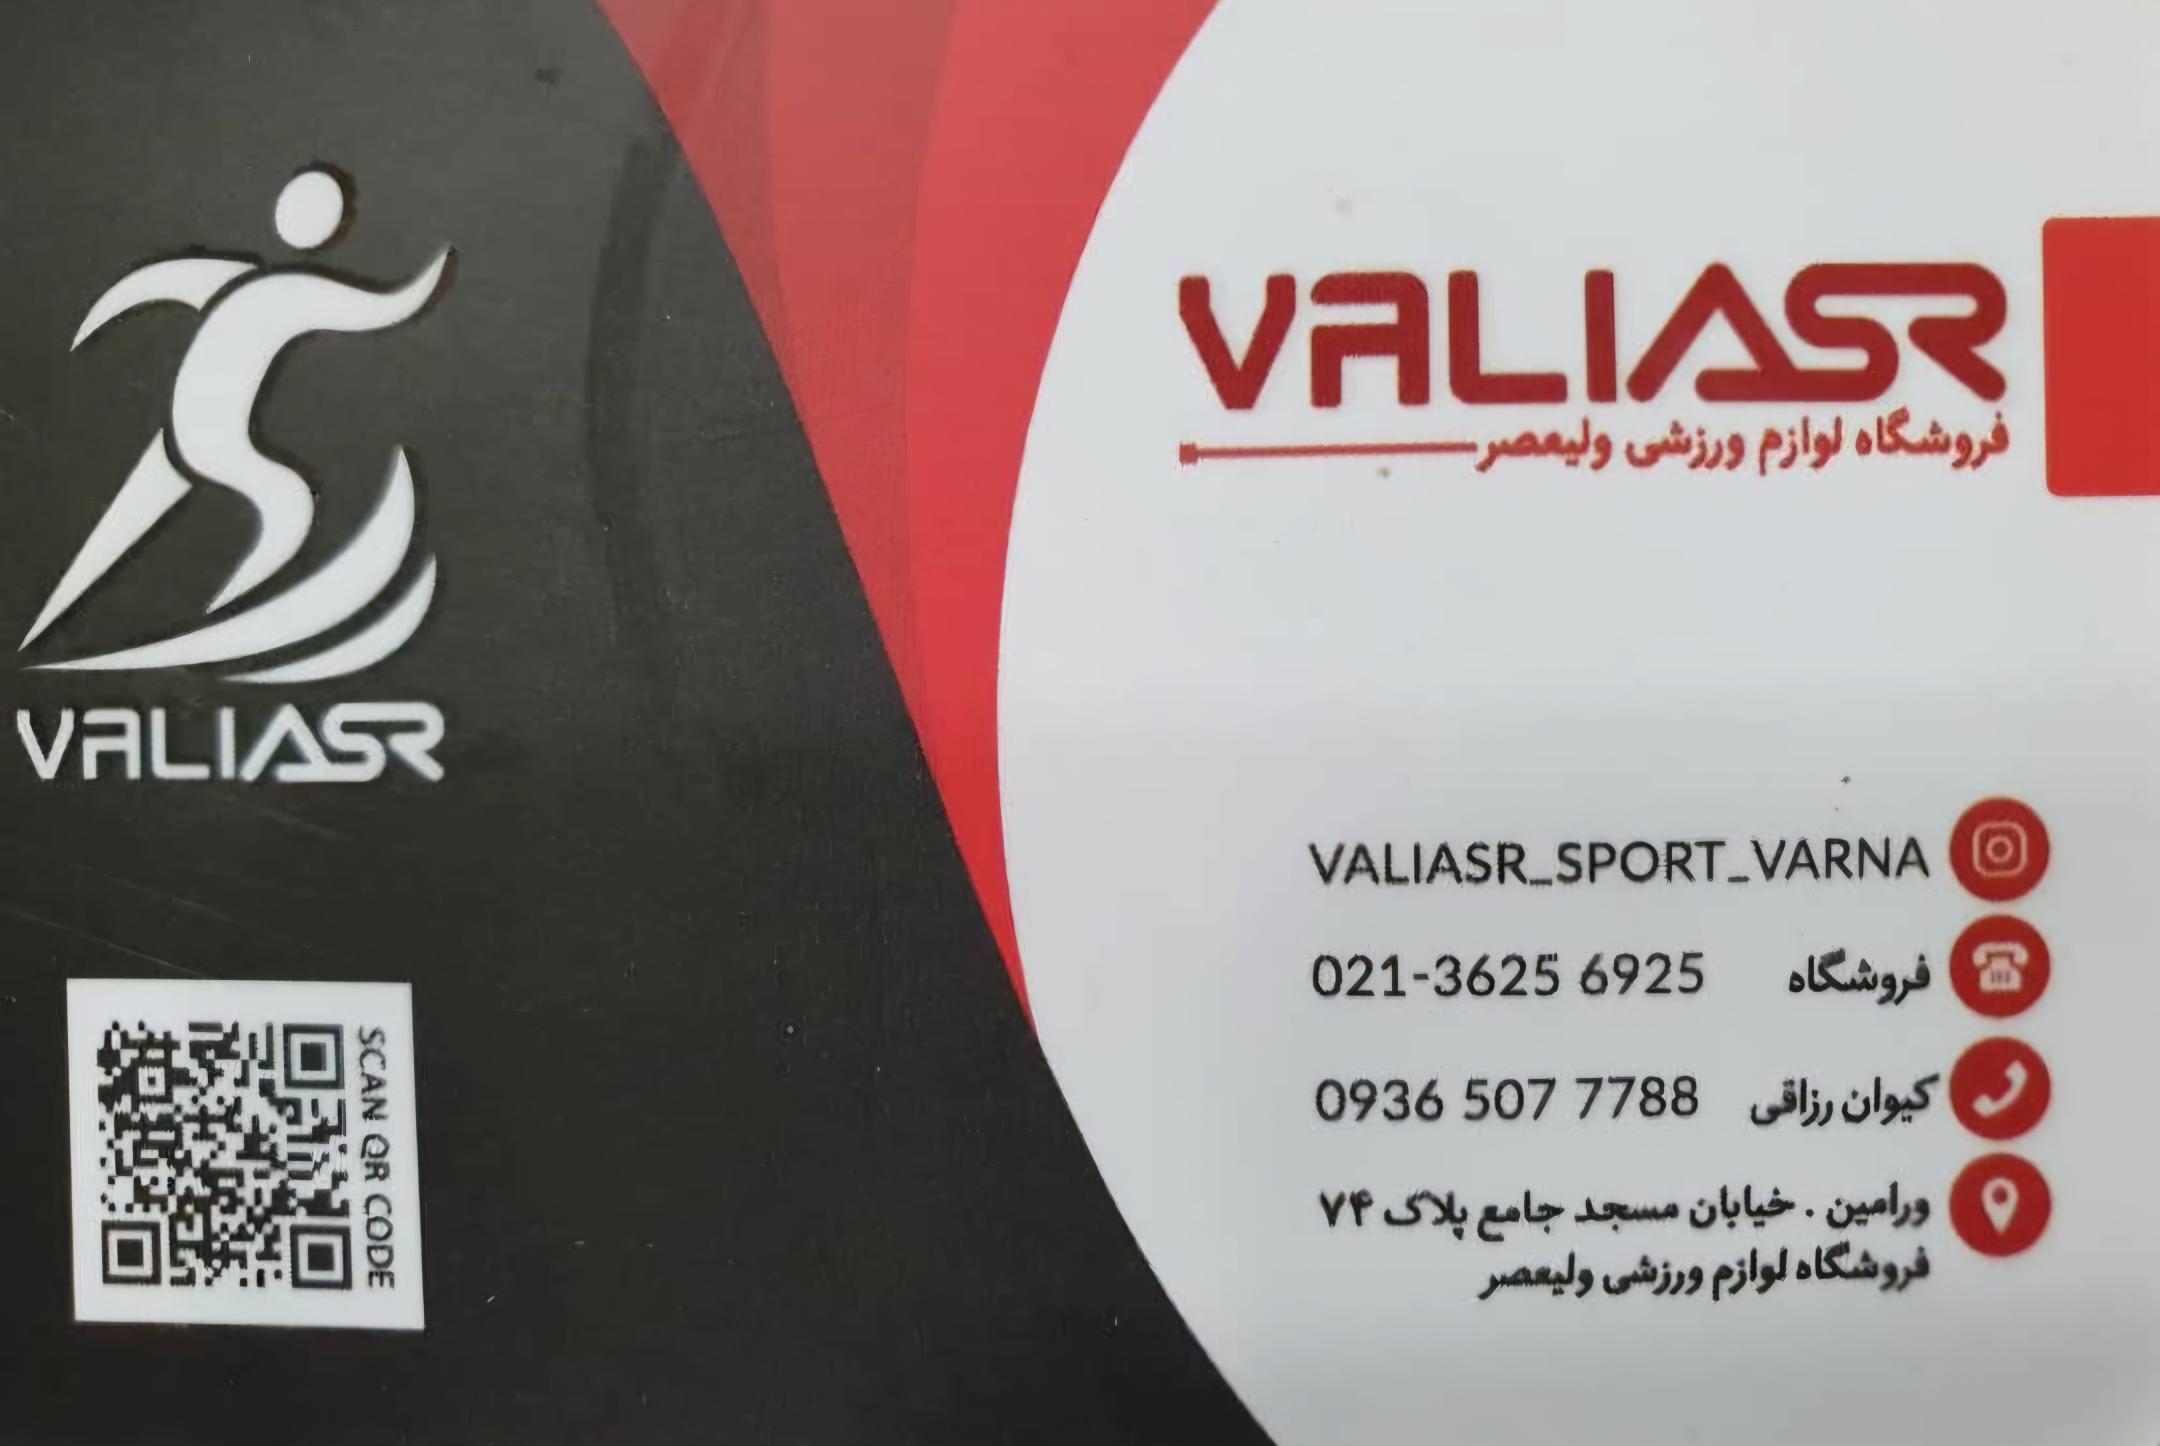 VALIASR
SCAN QR CODE
VALIASR
فروشگاه لوازم ورزشی ولیعصر
VALIASR_SPORT_VARNA
فروشگاه 021-3625 6925
کیوان رزاقی 0936 507 7788
ورامین . خیابان مسجد جامع پلاک ۷۴
فروشگاه لوازم ورزشی ولیعصر